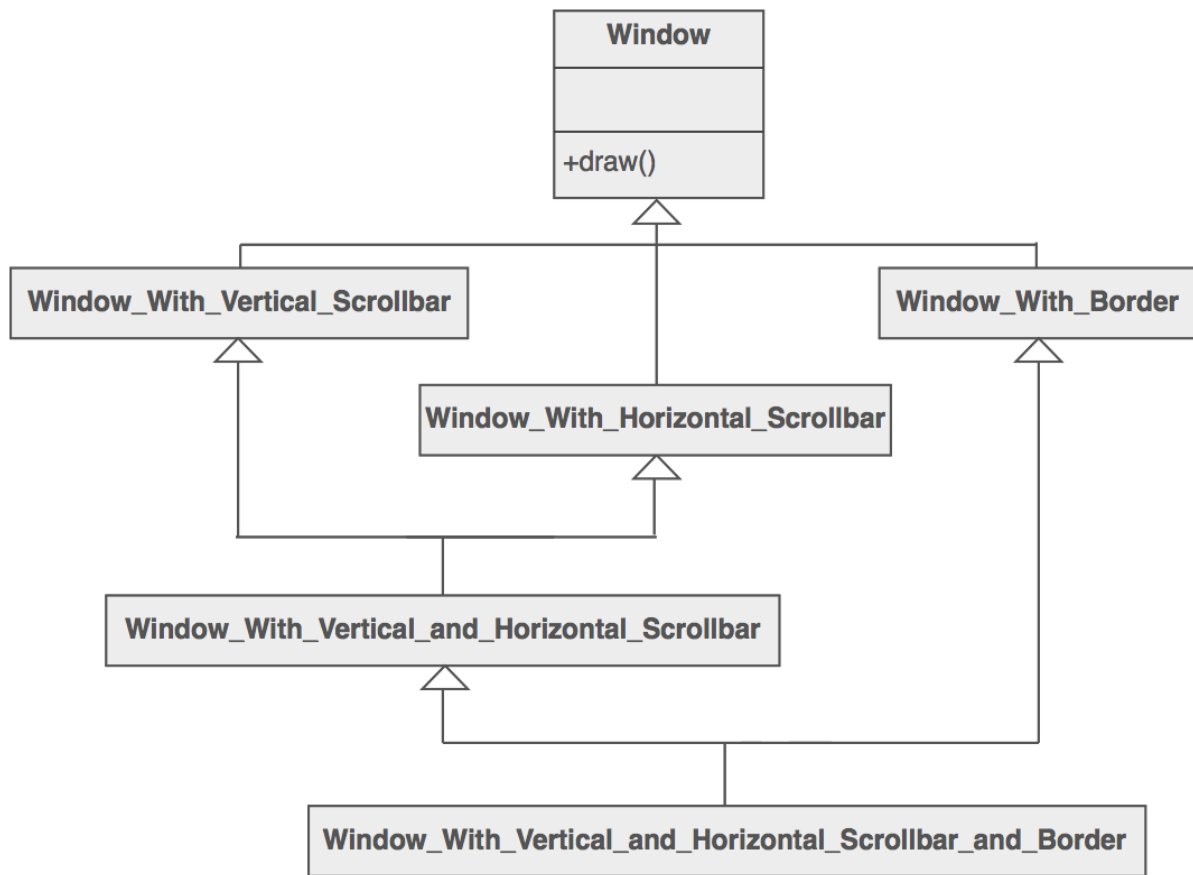 Window
+draw()
Window_With_Vertical_Scrollbar
Window_With_Border
Window_With_Horizontal_Scrollbar
Window_With_Vertical_and_Horizontal_Scrollbar
Window_With_Vertical_and_Horizontal_Scrollbar_and_Border